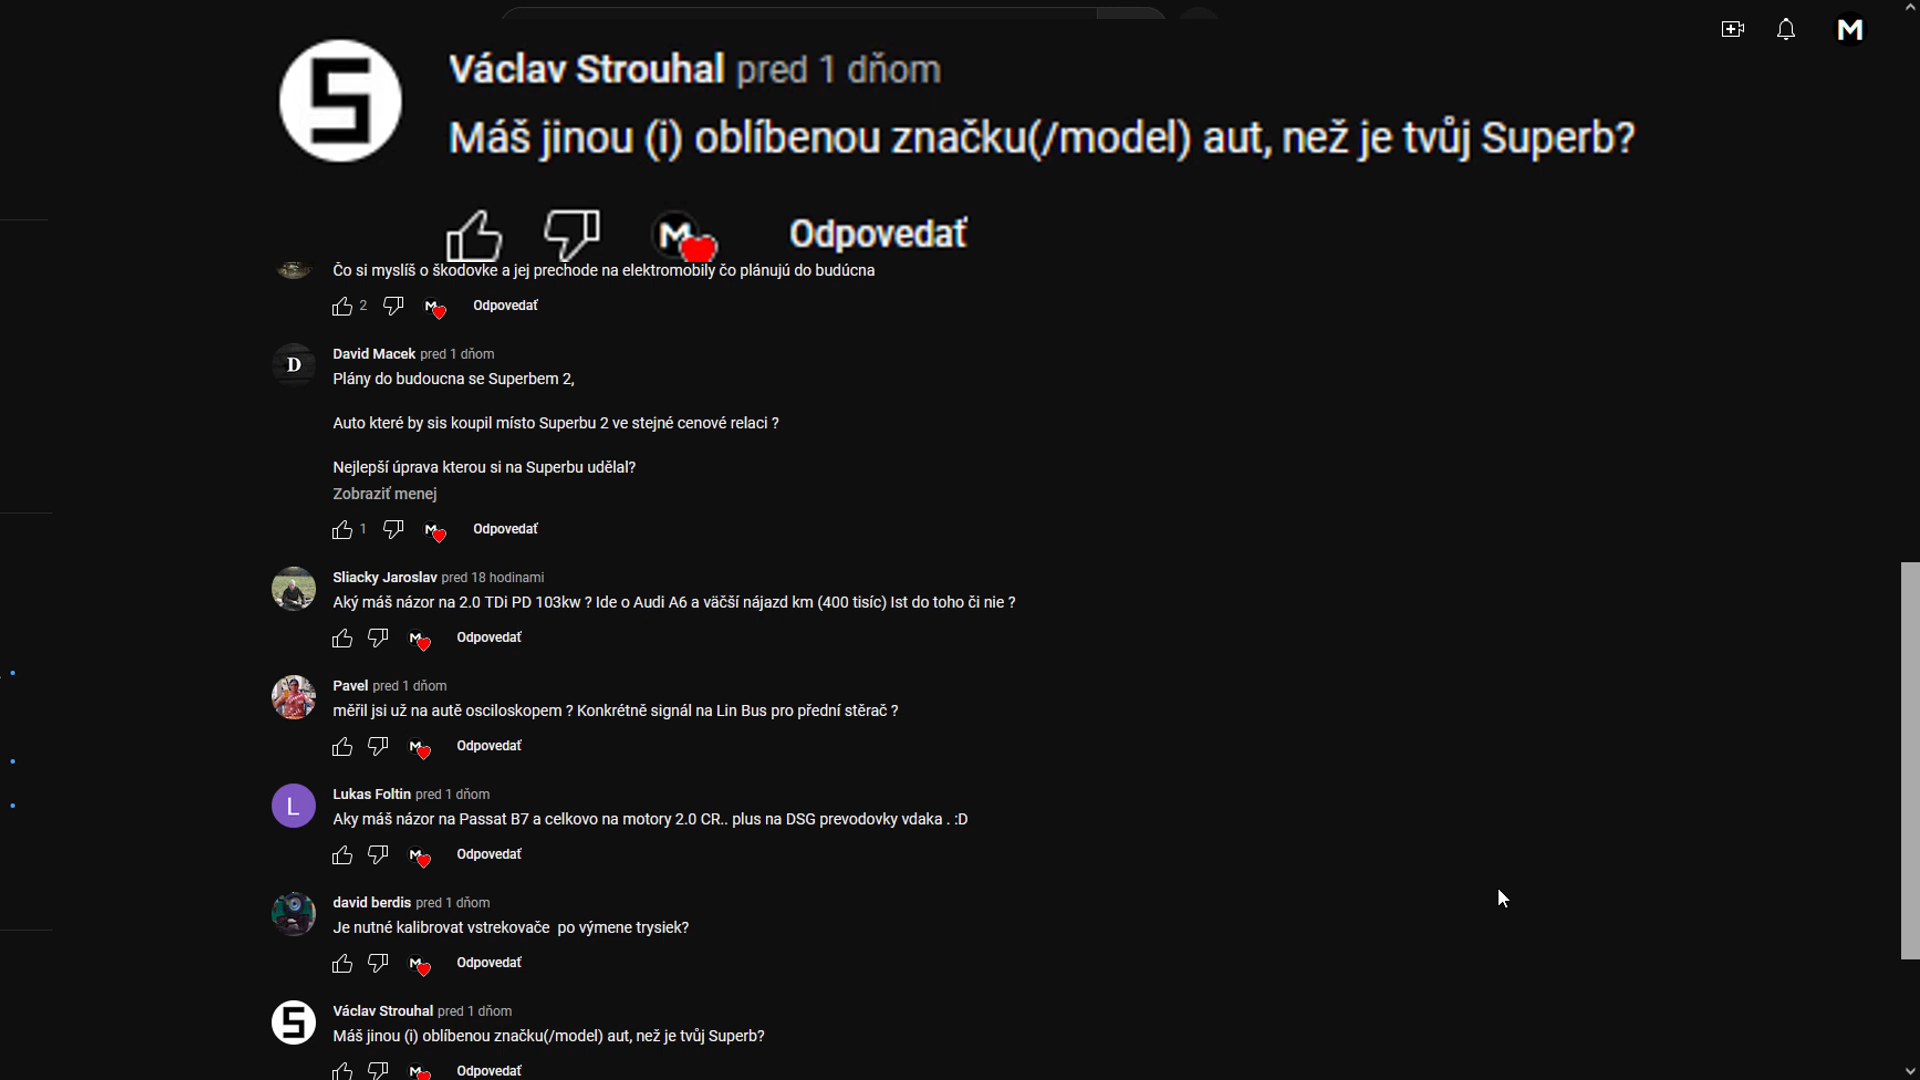 M
5
Václav Strouhal pred 1 dňom
Máš jinou (i) oblíbenou značku(/model) aut, než je tvůj Superb?
M Odpovedať
Čo si myslíš o škodovke a jej prechode na elektromobily čo plánujú do budúcna
2 M Odpovedať
D
David Macek pred 1 dňom
Plány do budoucna se Superbem 2,
Auto které by sis koupil místo Superbu 2 ve stejné cenové relaci ?
Nejlepší úprava kterou si na Superbu udělal?
Zobraziť menej
1 M Odpovedať
Sliacky Jaroslav pred 18 hodinami
Aký máš názor na 2.0 TDi PD 103kw ? Ide o Audi A6 a väčší nájazd km (400 tisíc) Ist do toho či nie ?
M Odpovedať
Pavel pred 1 dňom
měřil jsi už na autě osciloskopem ? Konkrétně signál na Lin Bus pro přední stěrač ?
M Odpovedať
L
Lukas Foltin pred 1 dňom
Aky máš názor na Passat B7 a celkovo na motory 2.0 CR.. plus na DSG prevodovky vdaka . :D
M Odpovedať
david berdis pred 1 dňom
Je nutné kalibrovat vstrekovače  po výmene trysiek?
M Odpovedať
5
Václav Strouhal pred 1 dňom
Máš jinou (i) oblíbenou značku(/model) aut, než je tvůj Superb?
M Odpovedať